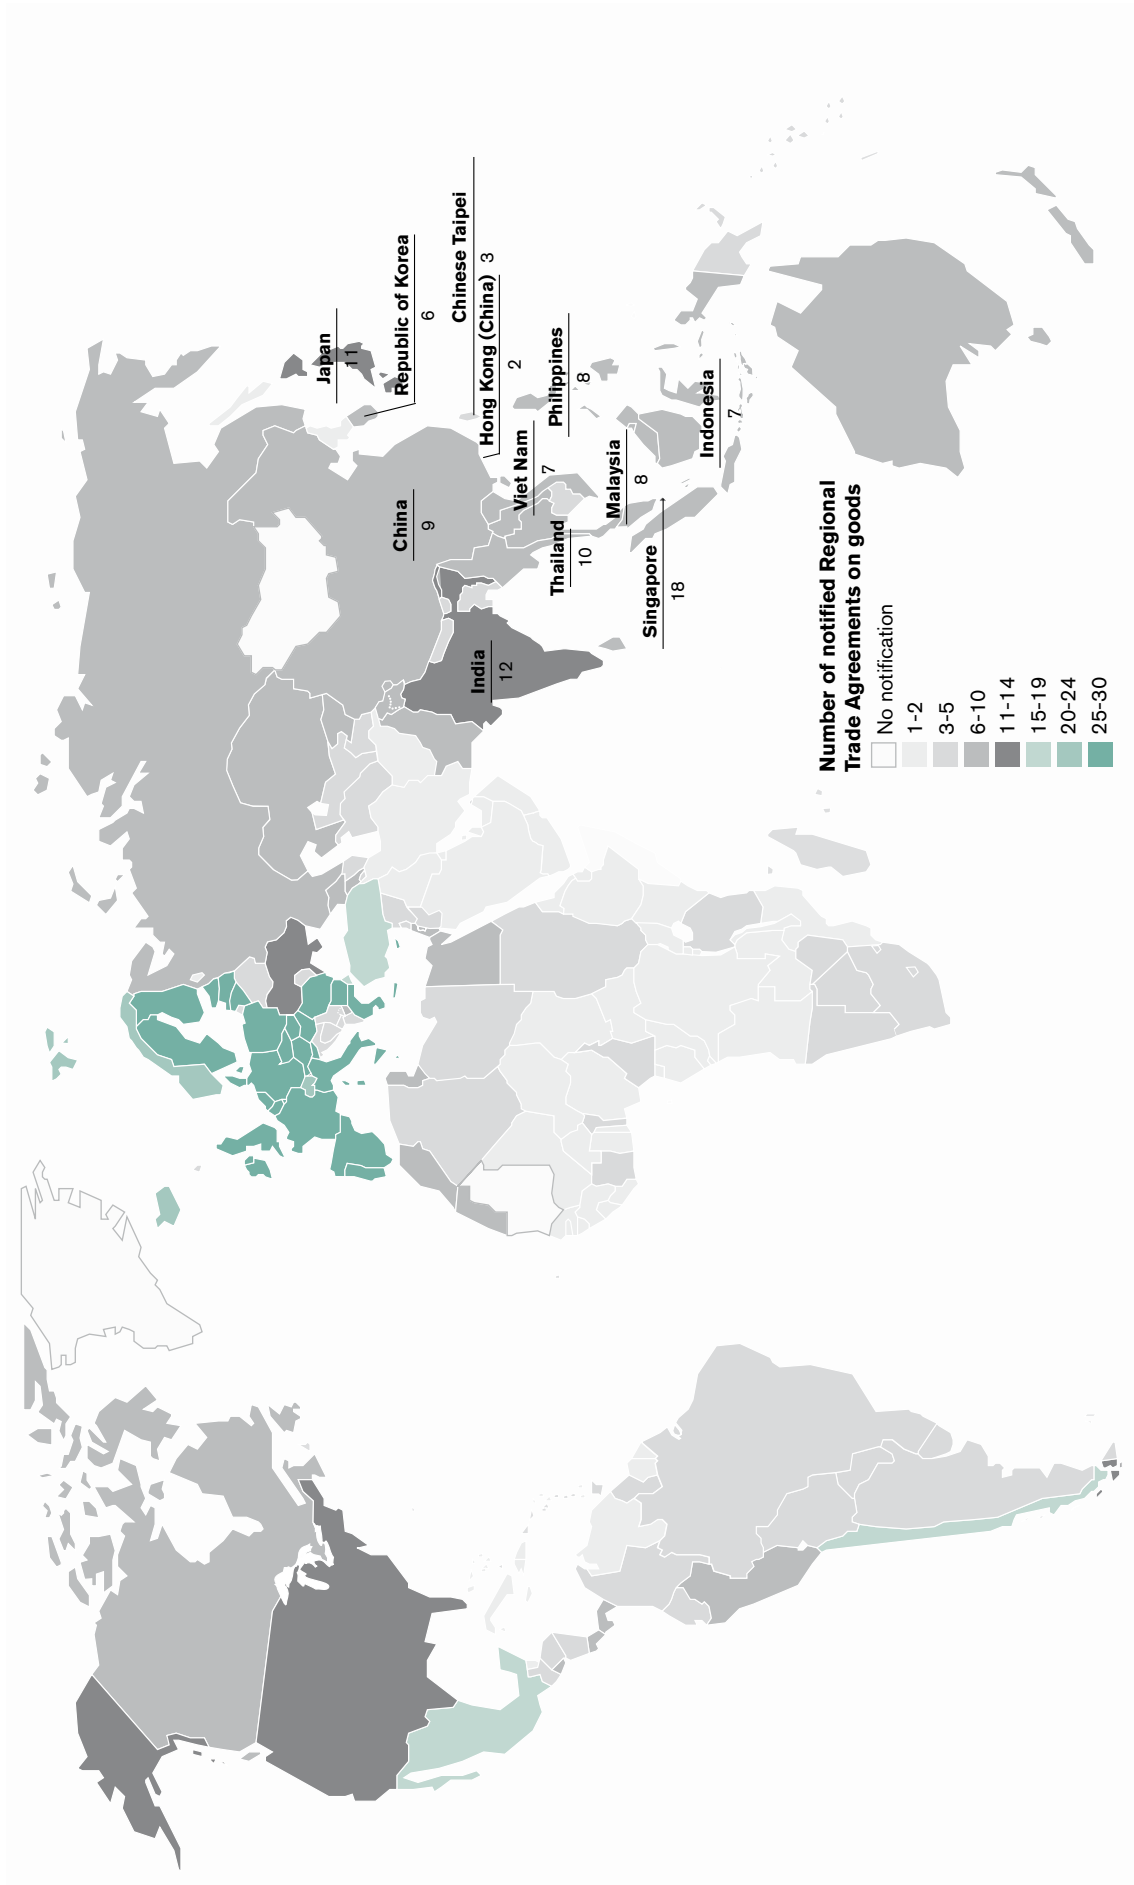 Japan
11
Republic of Korea
6
Chinese Taipei
3
Hong Kong (China)
2
China
9
Viet Nam
7
Philippines
8
Thailand
10
Malaysia
8
Indonesia
7
Singapore
18
India
12
Number of notified Regional
Trade Agreements on goods
No notification
1-2
3-5
6-10
11-14
15-19
20-24
25-30